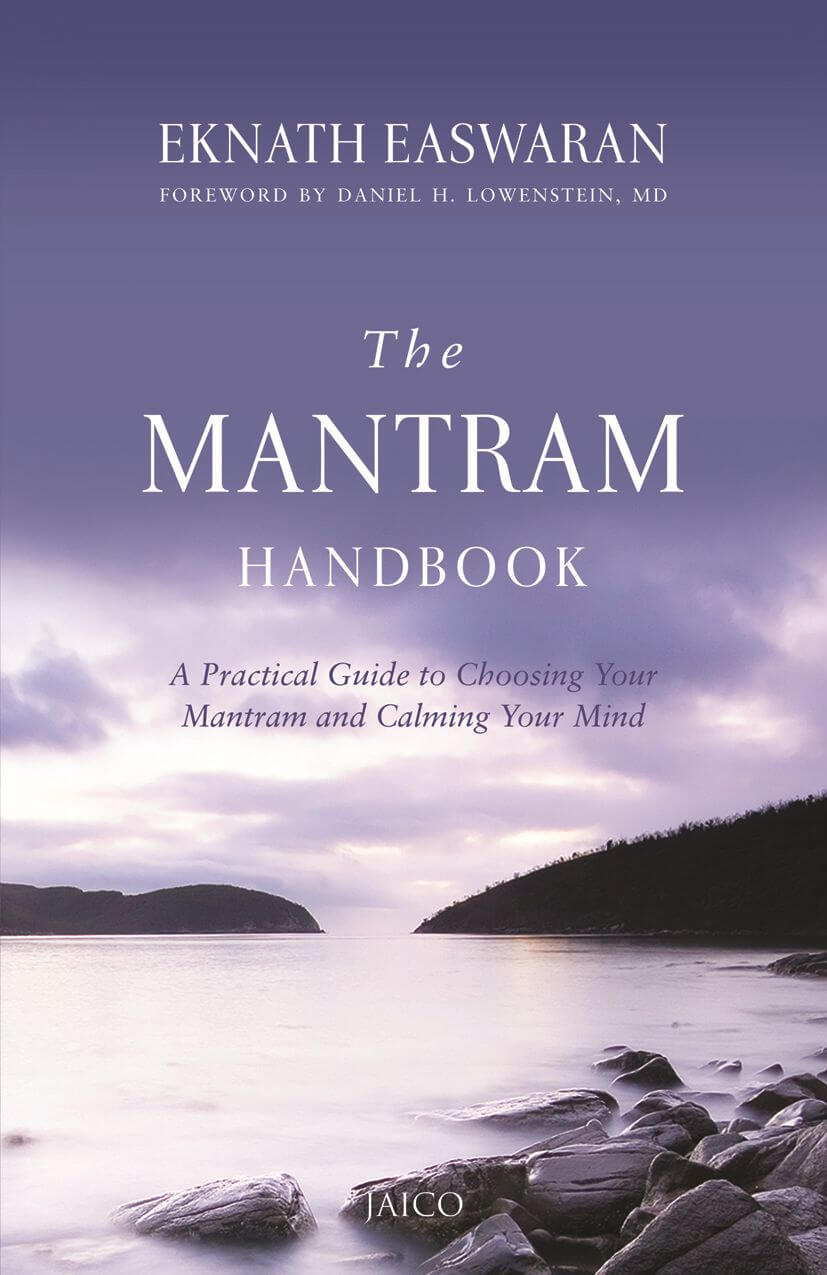 EKNATH EASWARAN
FOREWORD BY DANIEL H. LOWENSTEIN, MD
The
MANTRAM
HANDBOOK
A Practical Guide to Choosing Your
Mantram and Calming Your Mind
JAICO